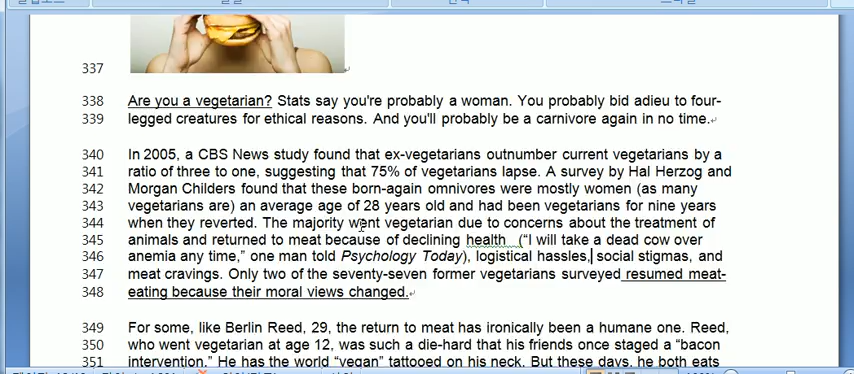 337
338 Are you a vegetarian? Stats say you're probably a woman. You probably bid adieu to four-
339 legged creatures for ethical reasons. And you'll probably be a carnivore again in no time.
340 In 2005, a CBS News study found that ex-vegetarians outnumber current vegetarians by a
341 ratio of three to one, suggesting that 75% of vegetarians lapse. A survey by Hal Herzog and
342 Morgan Childers found that these born-again omnivores were mostly women (as many
343 vegetarians are) an average age of 28 years old and had been vegetarians for nine years
344 when they reverted. The majority went vegetarian due to concerns about the treatment of
345 animals and returned to meat because of declining health (“I will take a dead cow over
346 anemia any time,” one man told Psychology Today), logistical hassles, social stigmas, and
347 meat cravings. Only two of the seventy-seven former vegetarians surveyed resumed meat-
348 eating because their moral views changed.
349 For some, like Berlin Reed, 29, the return to meat has ironically been a humane one. Reed,
350 who went vegetarian at age 12, was such a die-hard that his friends once staged a “bacon
351 intervention.” He has the world “vegan” tattooed on his neck. But these days, he both eats